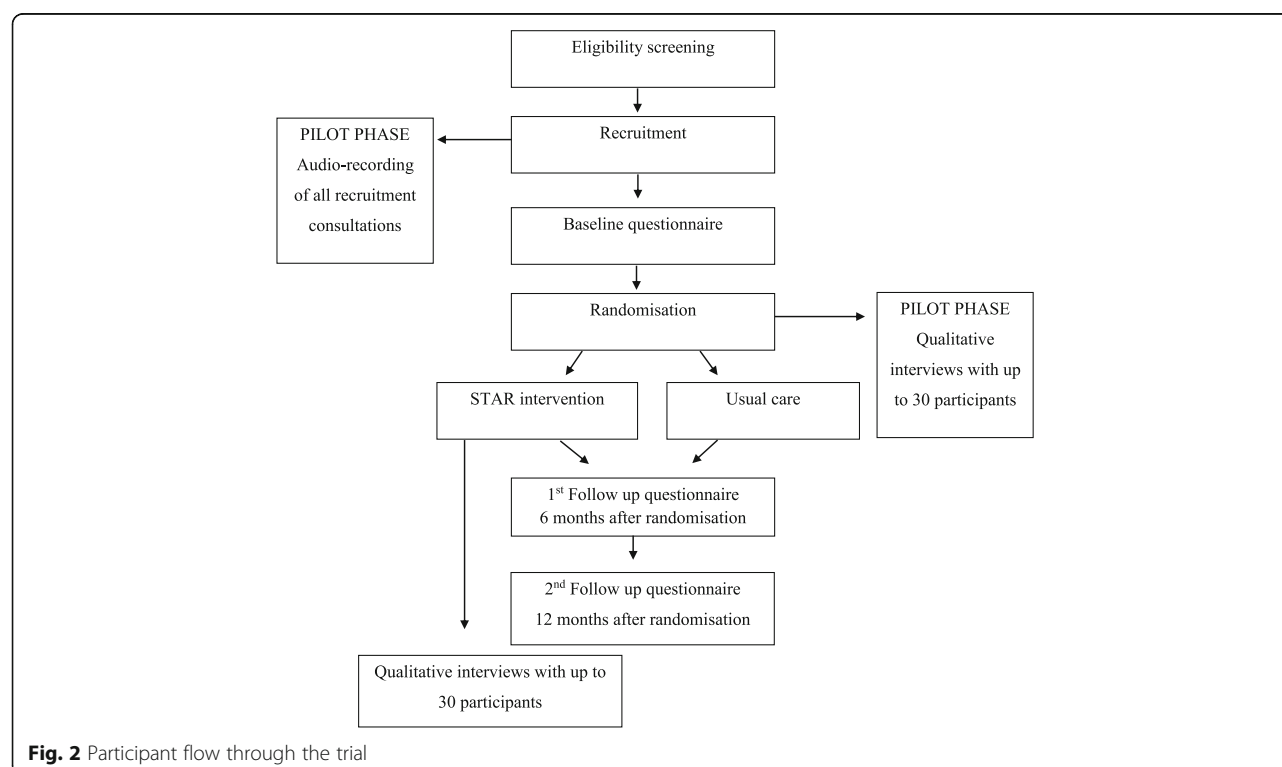 Eligibility screening
Recruitment
PILOT PHASE
Audio-recording
of all recruitment
consultations
Baseline questionnaire
Randomisation
PILOT PHASE
Qualitative
interviews with up
to 30 participants
STAR intervention
Usual care
1st Follow up questionnaire
6 months after randomisation
2nd Follow up questionnaire
12 months after randomisation
Qualitative interviews with up to
30 participants
Fig. 2 Participant flow through the trial